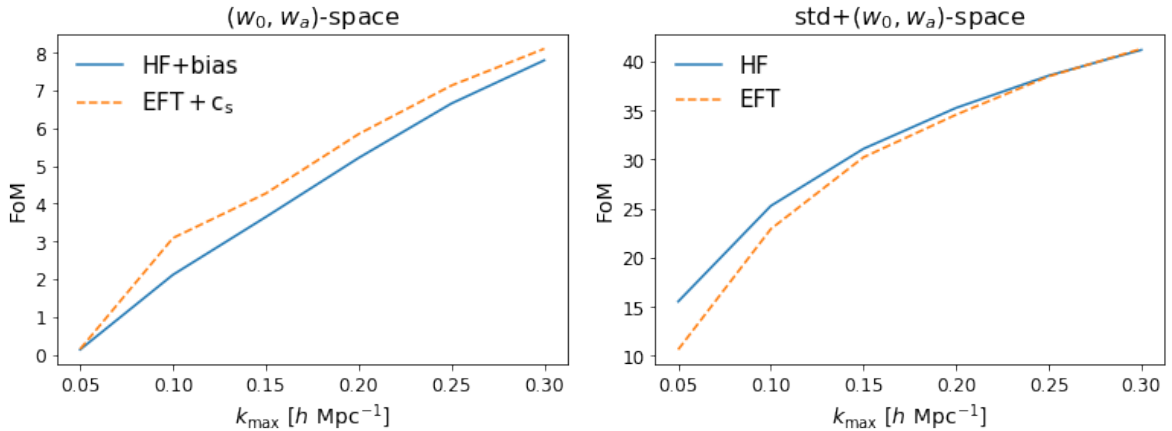 (w₀, wₐ)-space
FoM
8
7
6
5
4
3
2
1
0
HF+bias
EFT + cₛ
0.05 0.10 0.15 0.20 0.25 0.30
k_max [h Mpc⁻¹]
std+(w₀, wₐ)-space
FoM
40
35
30
25
20
15
10
HF
EFT
0.05 0.10 0.15 0.20 0.25 0.30
k_max [h Mpc⁻¹]